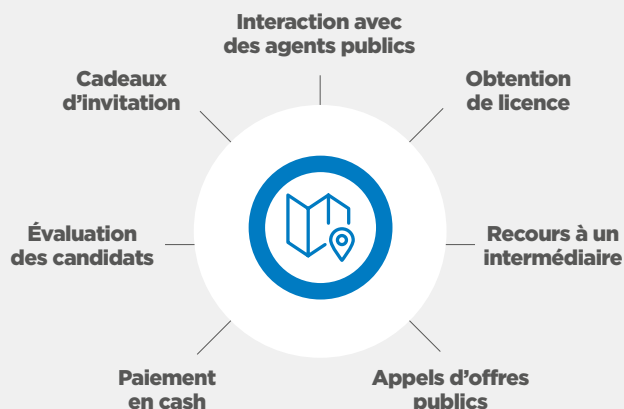 Interaction avec
des agents publics
Cadeaux
d’invitation
Obtention
de licence
Évaluation
des candidats
Recours à un
intermédiaire
Paiement
en cash
Appels d’offres
publics